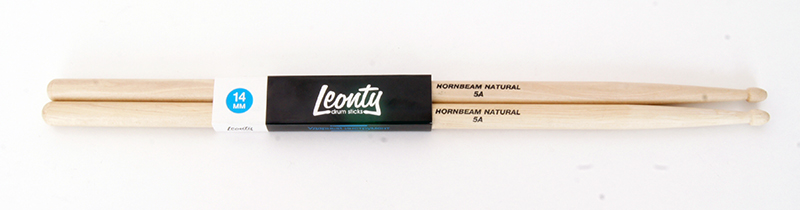 14
MM
Leonty
Leonty
drum sticks
HORNBEAM NATURAL
5A
HORNBEAM NATURAL
5A